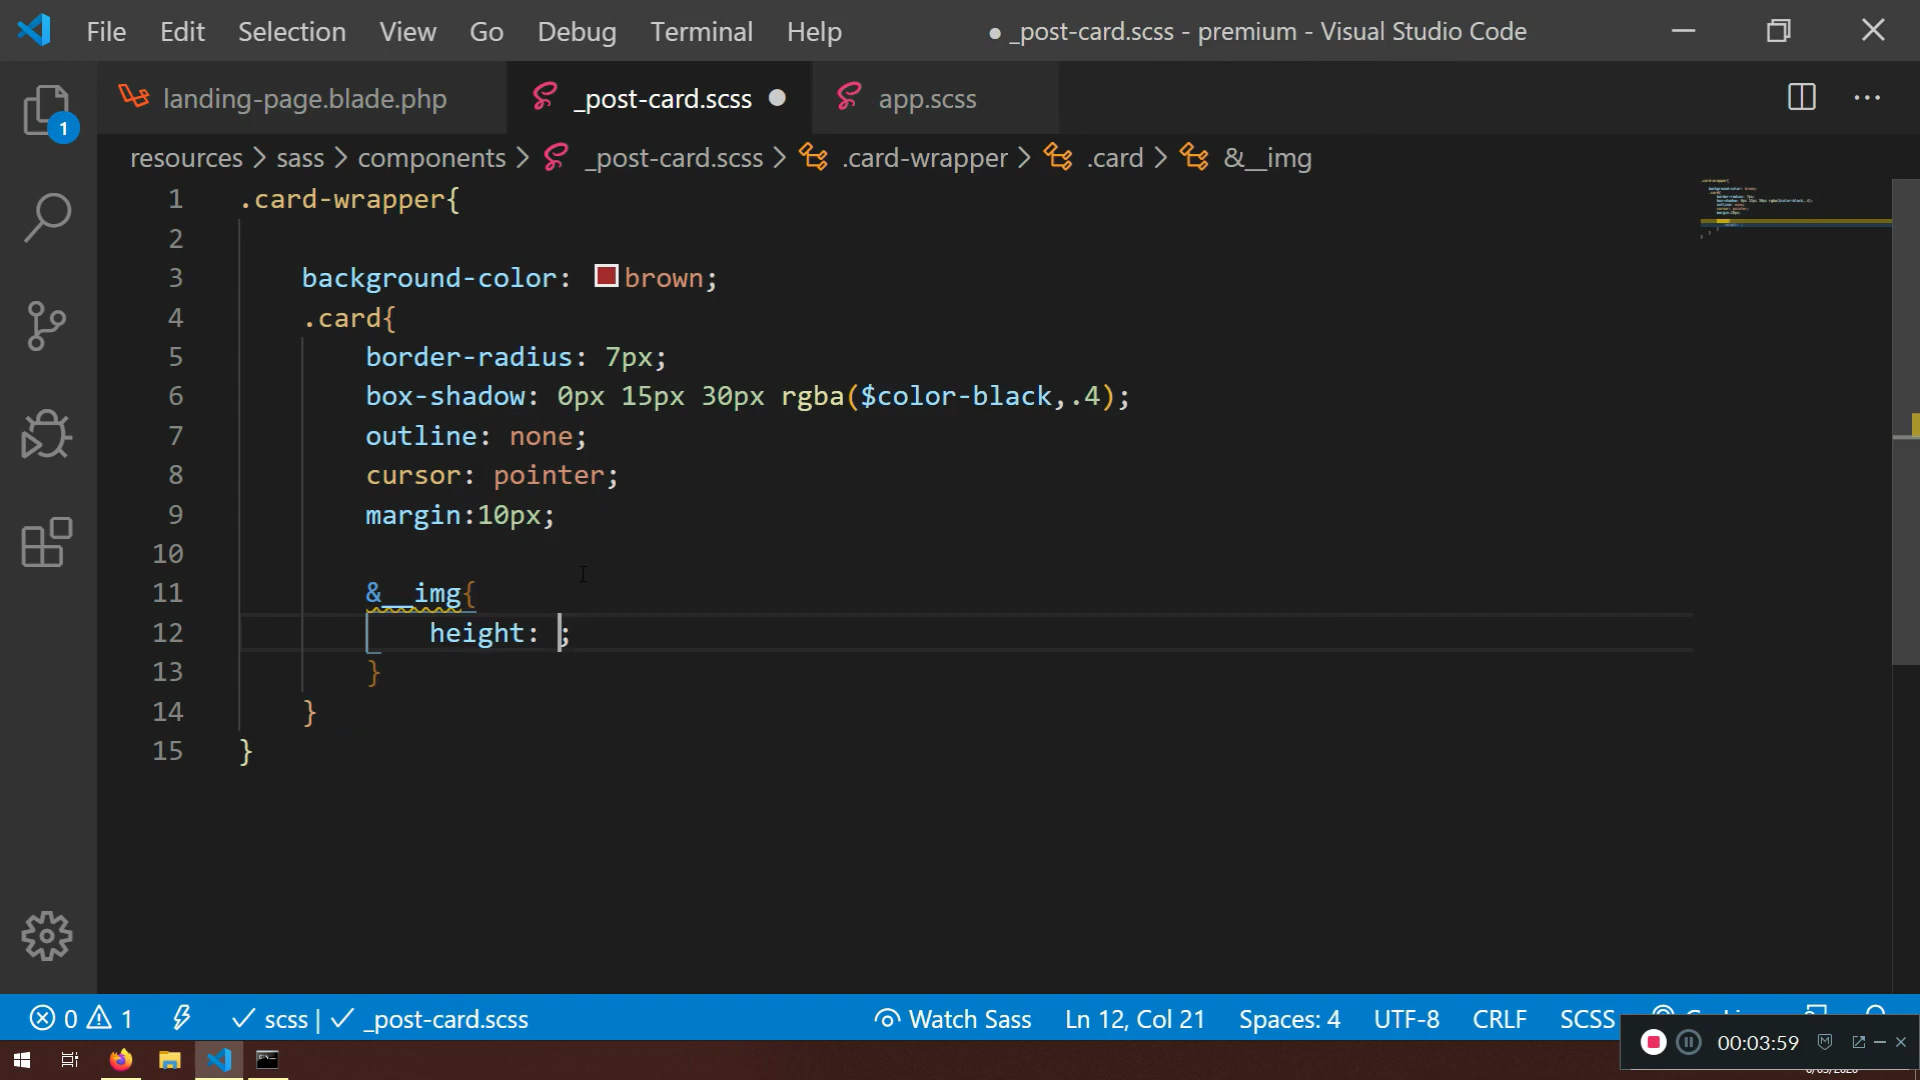 File Edit Selection View Go Debug Terminal Help ● _post-card.scss - premium - Visual Studio Code
landing-page.blade.php _post-card.scss ● app.scss
1
resources > sass > components > _post-card.scss > .card-wrapper > .card > &__img
1 .card-wrapper{
2
3 background-color: brown;
4 .card{
5 border-radius: 7px;
6 box-shadow: 0px 15px 30px rgba($color-black,.4);
7 outline: none;
8 cursor: pointer;
9 margin:10px;
10
11 &__img{
12 height: ;
13 }
14 }
15 }
0 1 scss | _post-card.scss Watch Sass Ln 12, Col 21 Spaces: 4 UTF-8 CRLF SCSS
00:03:59